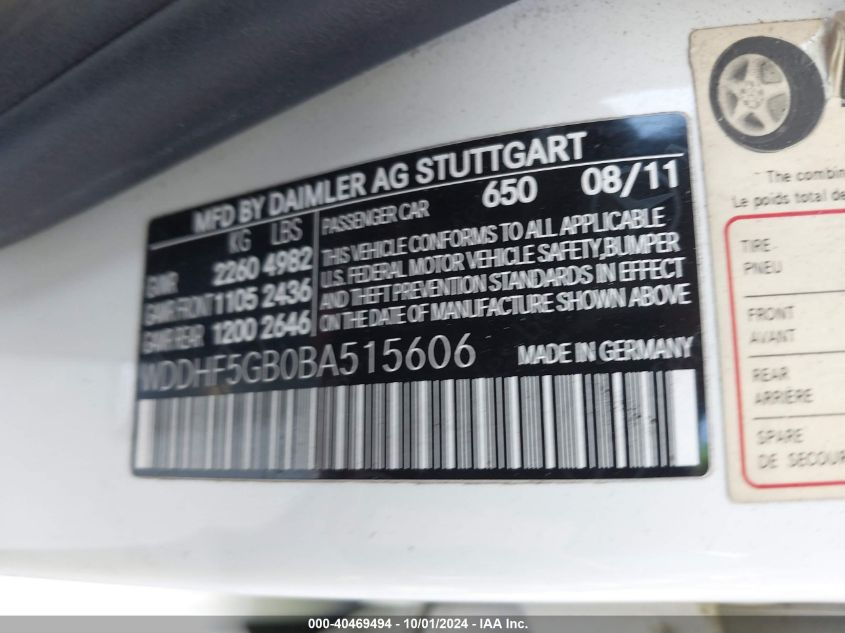 MFD BY DAIMLER AG STUTTGART
KG LBS
GVWR 2260 4982
GAWR FRONT 1105 2436
GAWR REAR 1200 2646
PASSENGER CAR 650 08/11
THIS VEHICLE CONFORMS TO ALL APPLICABLE
U.S. FEDERAL MOTOR VEHICLE SAFETY, BUMPER
AND THEFT PREVENTION STANDARDS IN EFFECT
ON THE DATE OF MANUFACTURE SHOWN ABOVE
WDDHF5GB0BA515606 MADE IN GERMANY
The combin
Le poids total de
TIRE
PNEU
FRONT
AVANT
REAR
ARRIÈRE
SPARE
DE SECOUR
000-40469494 - 10/01/2024 - IAA Inc.